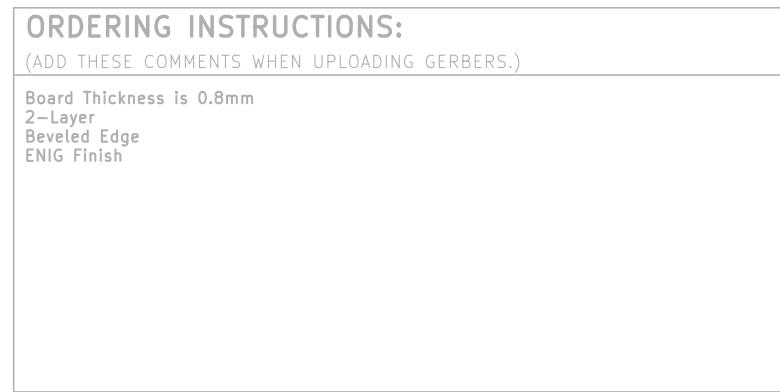 ORDERING INSTRUCTIONS:
(ADD THESE COMMENTS WHEN UPLOADING GERBERS.)
Board Thickness is 0.8mm
2-Layer
Beveled Edge
ENIG Finish